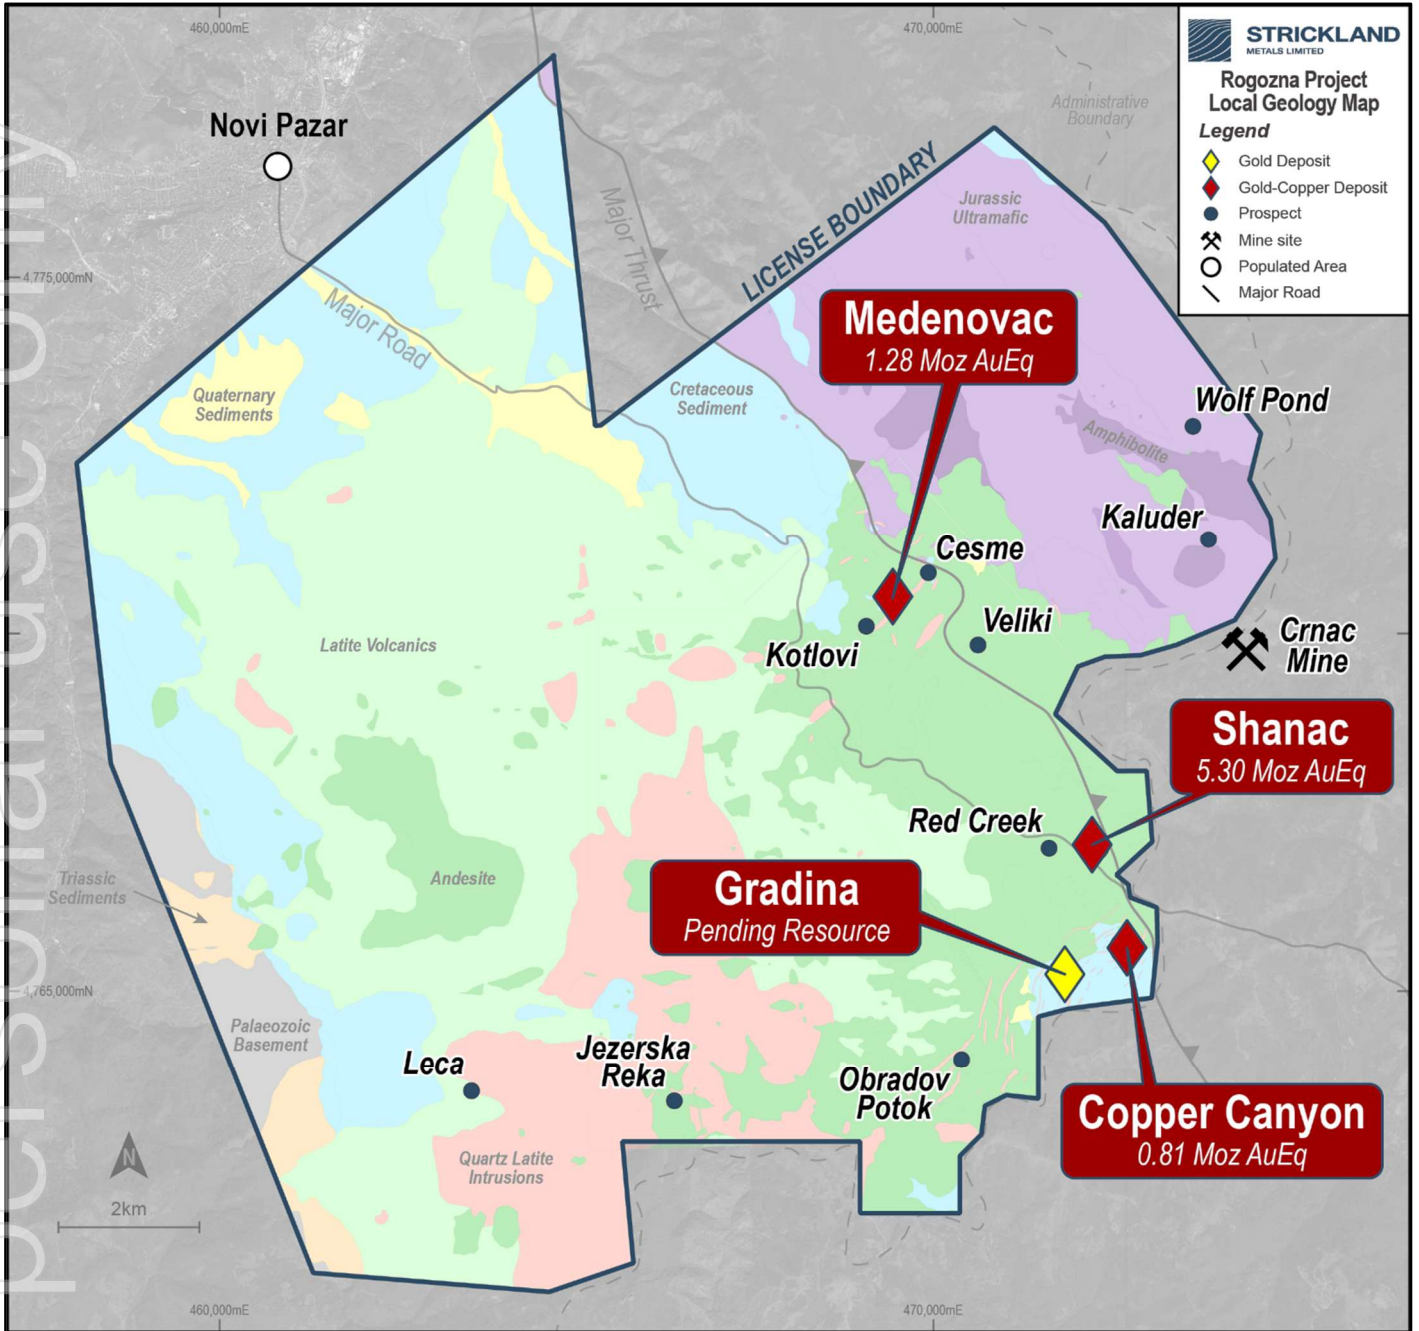 460,000mE
470,000mE
STRICKLAND
METALS LIMITED
Rogozna Project
Local Geology Map
Legend
Gold Deposit
Gold-Copper Deposit
Prospect
Mine site
Populated Area
Major Road
Administrative
Boundary
Novi Pazar
LICENSE BOUNDARY
Jurassic
Ultramafic
Major Thrust
4,775,000mN
Major Road
Medenovac
1.28 Moz AuEq
Quaternary
Sediments
Cretaceous
Sediment
Wolf Pond
Amphibolite
Kaluder
Cesme
Veliki
Kotlovi
Latite Volcanics
Crnac
Mine
Shanac
5.30 Moz AuEq
Red Creek
Triassic
Sediments
Andesite
Gradina
Pending Resource
4,765,000mN
Palaeozoic
Basement
Leca
Jezerska
Reka
Obradov
Potok
Copper Canyon
0.81 Moz AuEq
Quartz Latite
Intrusions
N
2km
460,000mE
470,000mE
personal use only